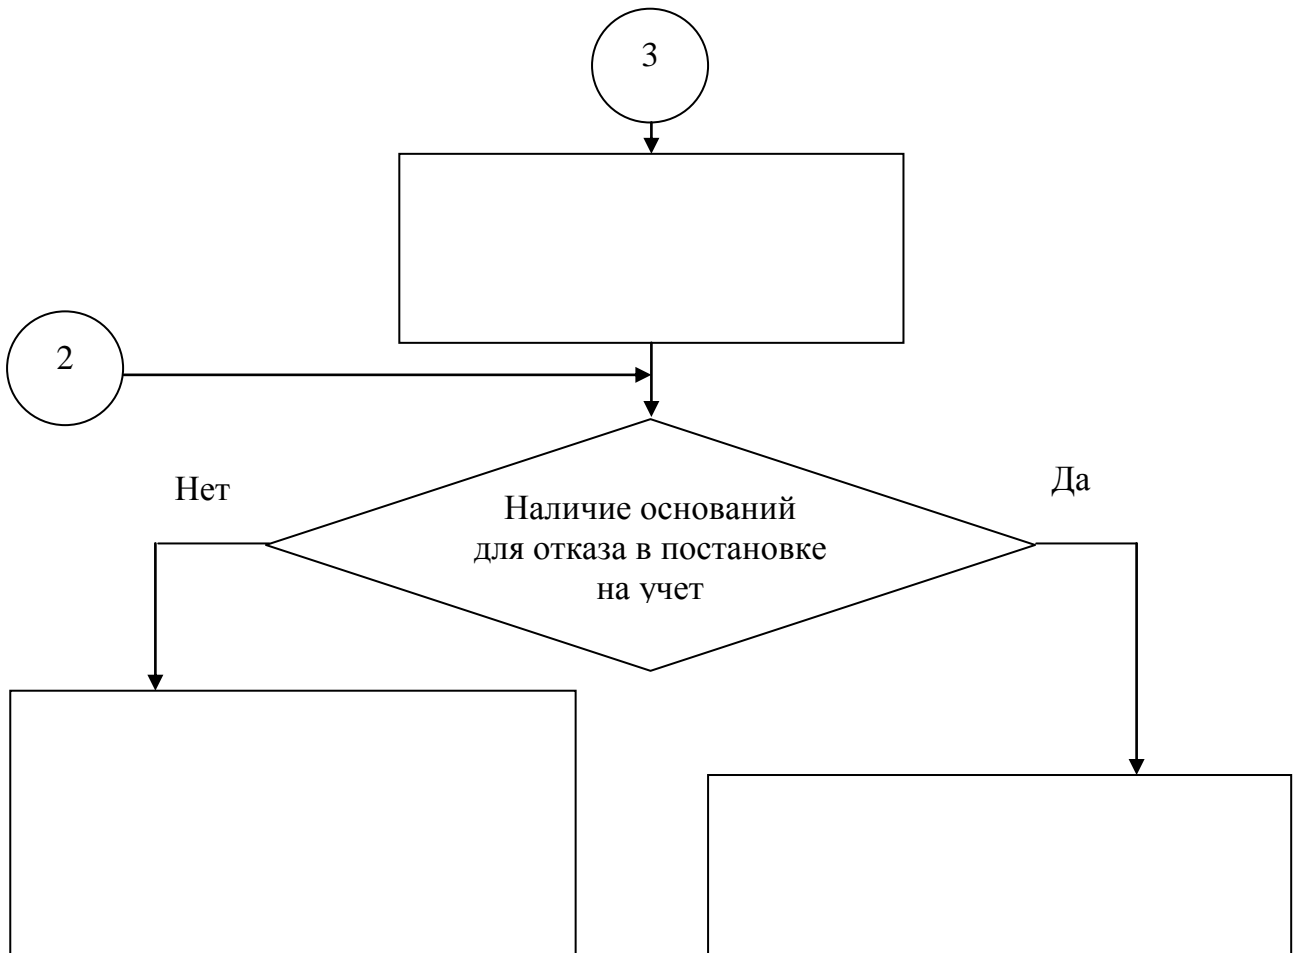 3
2
Нет
Да
Наличие оснований
для отказа в постановке
на учет